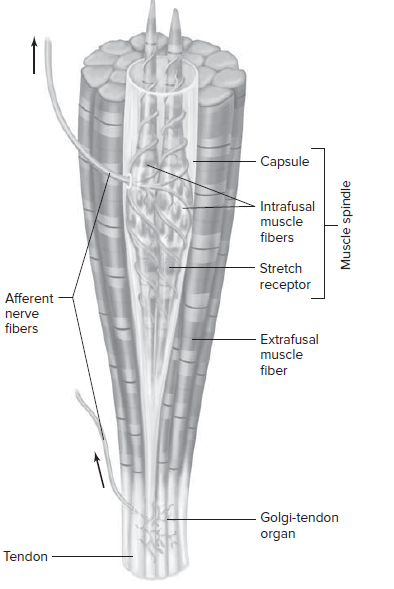 Capsule
Intrafusal
muscle
fibers
Muscle spindle
Stretch
receptor
Afferent
nerve
fibers
Extrafusal
muscle
fiber
Golgi-tendon
organ
Tendon